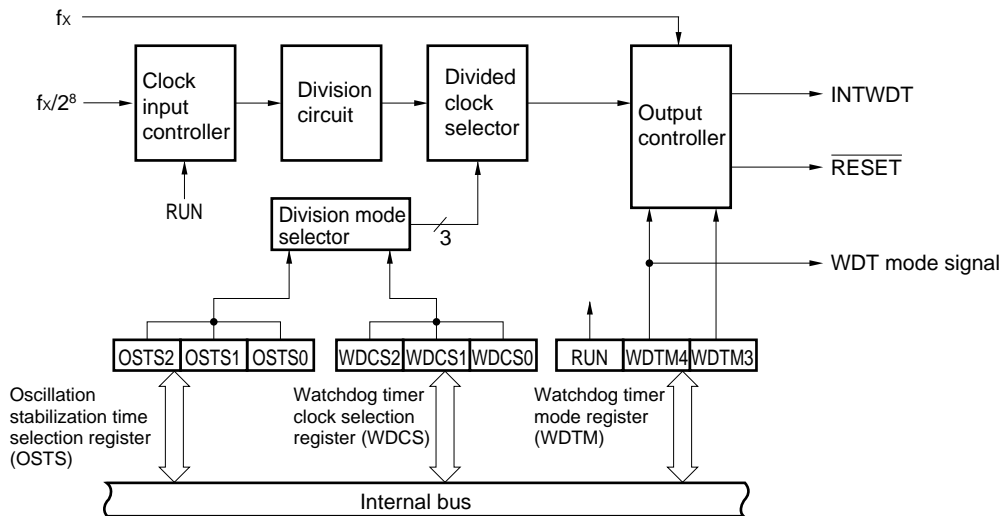 fX
fX/2⁸
Clock
input
controller
Division
circuit
Divided
clock
selector
Output
controller
INTWDT
RESET
RUN
Division mode
selector
3
WDT mode signal
OSTS2 OSTS1 OSTS0
WDCS2 WDCS1 WDCS0
RUN WDTM4 WDTM3
Oscillation
stabilization time
selection register
(OSTS)
Watchdog timer
clock selection
register (WDCS)
Watchdog timer
mode register
(WDTM)
Internal bus